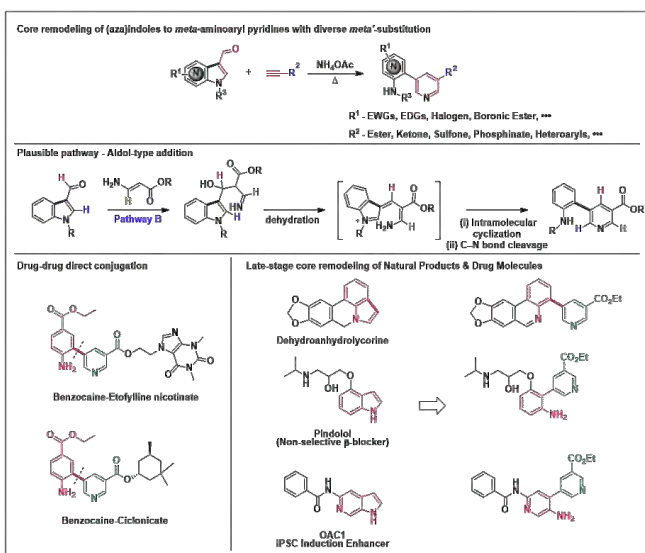 Core remodeling of (aza)indoles to meta-aminoaryl pyridines with diverse meta'-substitution
R¹ N O
N
R³
+
R²
NH₄OAc
Δ
R¹ N R²
HN R³ N
R¹ - EWGs, EDGs, Halogen, Boronic Ester, •••
R² - Ester, Ketone, Sulfone, Phosphinate, Heteroaryls, •••
Plausible pathway - Aldol-type addition
H O
H
N
R
H₂N O
OR
R
Pathway B
HO H O
OR
H NH
N
R
dehydration
H O
OR
N H₂N H
+
R
(i) Intramolecular
cyclization
(ii) C–N bond cleavage
H O
OR
R NH
H N H
Drug-drug direct conjugation
O O
NH₂
N
O
O
N N
N N
O O
Benzocaine-Etofylline nicotinate
O O
NH₂
N
O
O
Benzocaine-Ciclonicate
Late-stage core remodeling of Natural Products & Drug Molecules
O
O
N
Dehydroanhydrolycorine
O
O
N
CO₂Et
N
N
H
OH
O
N
H
Pindolol
(Non-selective β-blocker)
N
H
OH
O
CO₂Et
N
NH₂
O
H
N
N
N
H
OAC1
iPSC Induction Enhancer
O
H
N
N
CO₂Et
N
NH₂